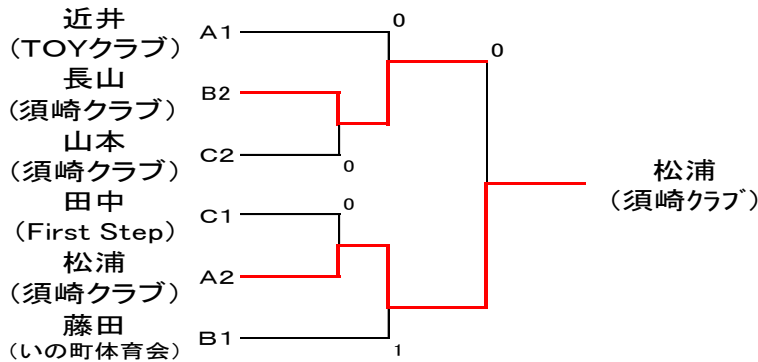 近井
(TOYクラブ)
A1
0
0
長山
(須崎クラブ)
B2
山本
(須崎クラブ)
C2
0
松浦
(須崎クラブ)
田中
(First Step)
C1
0
松浦
(須崎クラブ)
A2
藤田
(いの町体育会)
B1
1